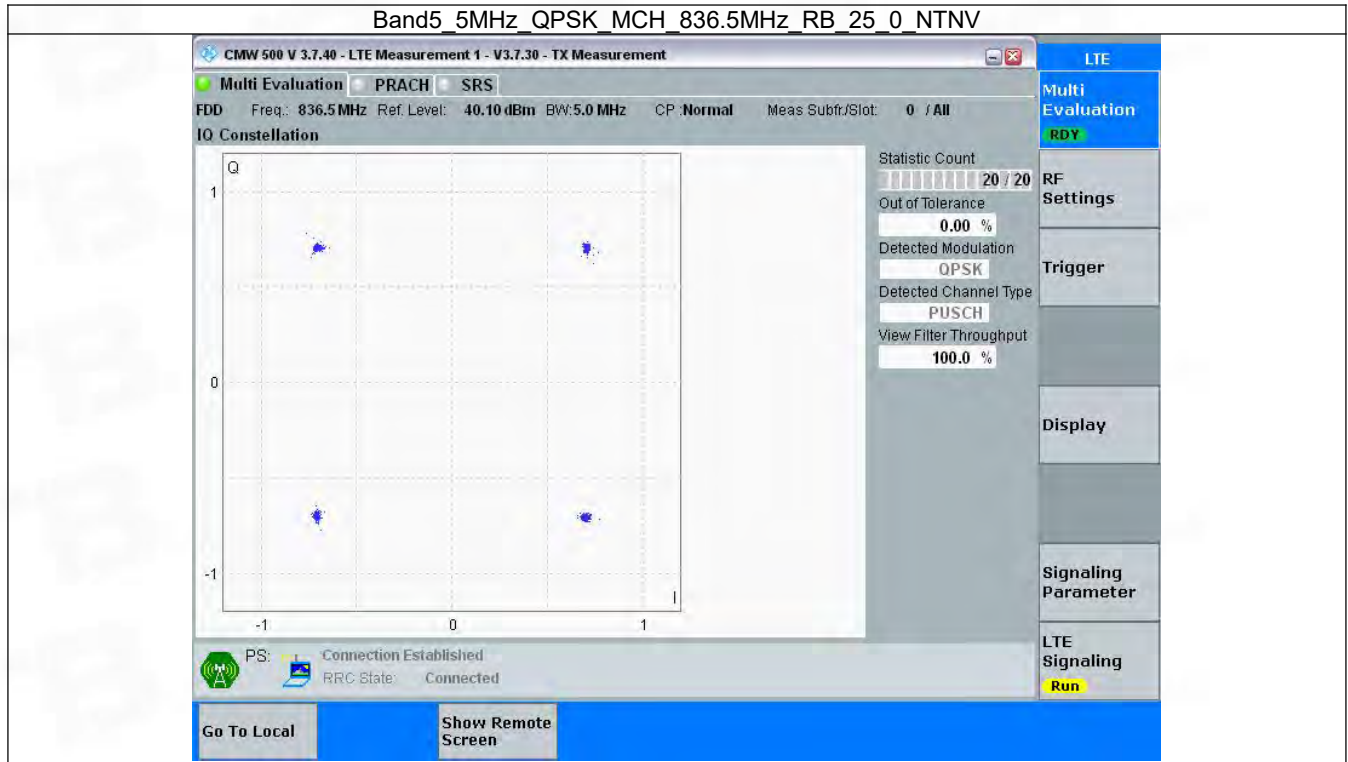 Band5_5MHz_QPSK_MCH_836.5MHz_RB_25_0_NTNV
CMW 500 V 3.7.40 - LTE Measurement 1 - V3.7.30 - TX Measurement
LTE
Multi Evaluation PRACH SRS
FDD Freq.: 836.5 MHz Ref. Level: 40.10 dBm BW: 5.0 MHz CP : Normal Meas Subfr./Slot: 0 / All
IQ Constellation
Q
1
0
-1
I
-1 0 1
Statistic Count
20 / 20
Out of Tolerance
0.00 %
Detected Modulation
QPSK
Detected Channel Type
PUSCH
View Filter Throughput
100.0 %
Multi
Evaluation
RDY
RF
Settings
Trigger
Display
Signaling
Parameter
LTE
Signaling
Run
PS: Connection Established
RRC State: Connected
Go To Local
Show Remote
Screen